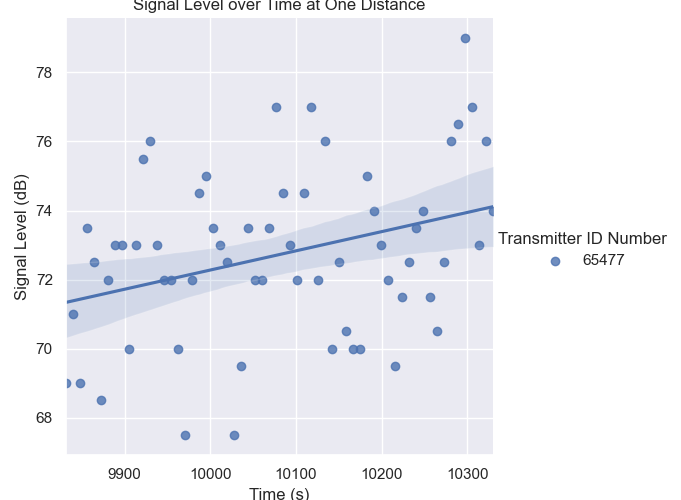 Signal Level over Time at One Distance
78
76
74
72
70
68
Signal Level (dB)
9900 10000 10100 10200 10300
Time (s)
Transmitter ID Number
65477